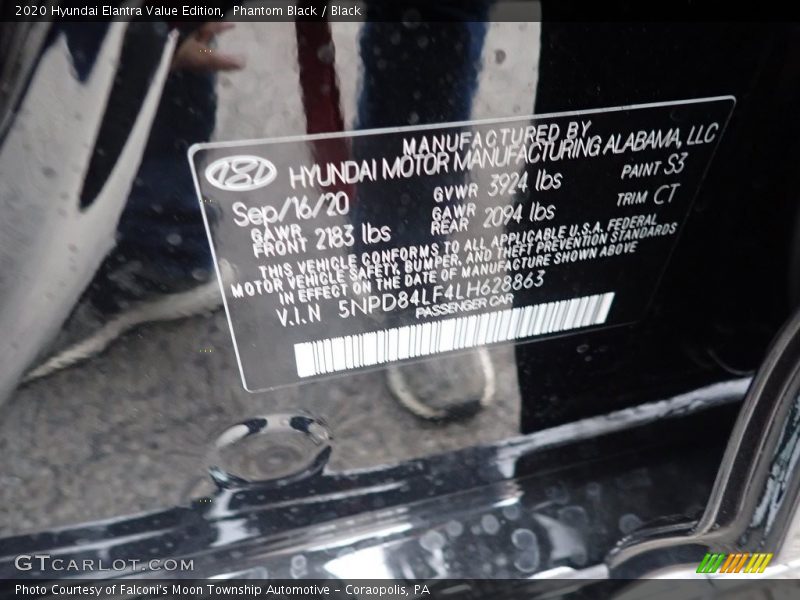 2020 Hyundai Elantra Value Edition, Phantom Black / Black
MANUFACTURED BY
HYUNDAI MOTOR MANUFACTURING ALABAMA, LLC
Sep/16/20 GVWR 3924 lbs PAINT S3
GAWR FRONT 2183 lbs GAWR REAR 2094 lbs TRIM CT
THIS VEHICLE CONFORMS TO ALL APPLICABLE U.S.A. FEDERAL
MOTOR VEHICLE SAFETY, BUMPER, AND THEFT PREVENTION STANDARDS
IN EFFECT ON THE DATE OF MANUFACTURE SHOWN ABOVE
V.I.N 5NPD84LF4LH628863
PASSENGER CAR
GTCARLOT.COM
Photo Courtesy of Falconi's Moon Township Automotive – Coraopolis, PA